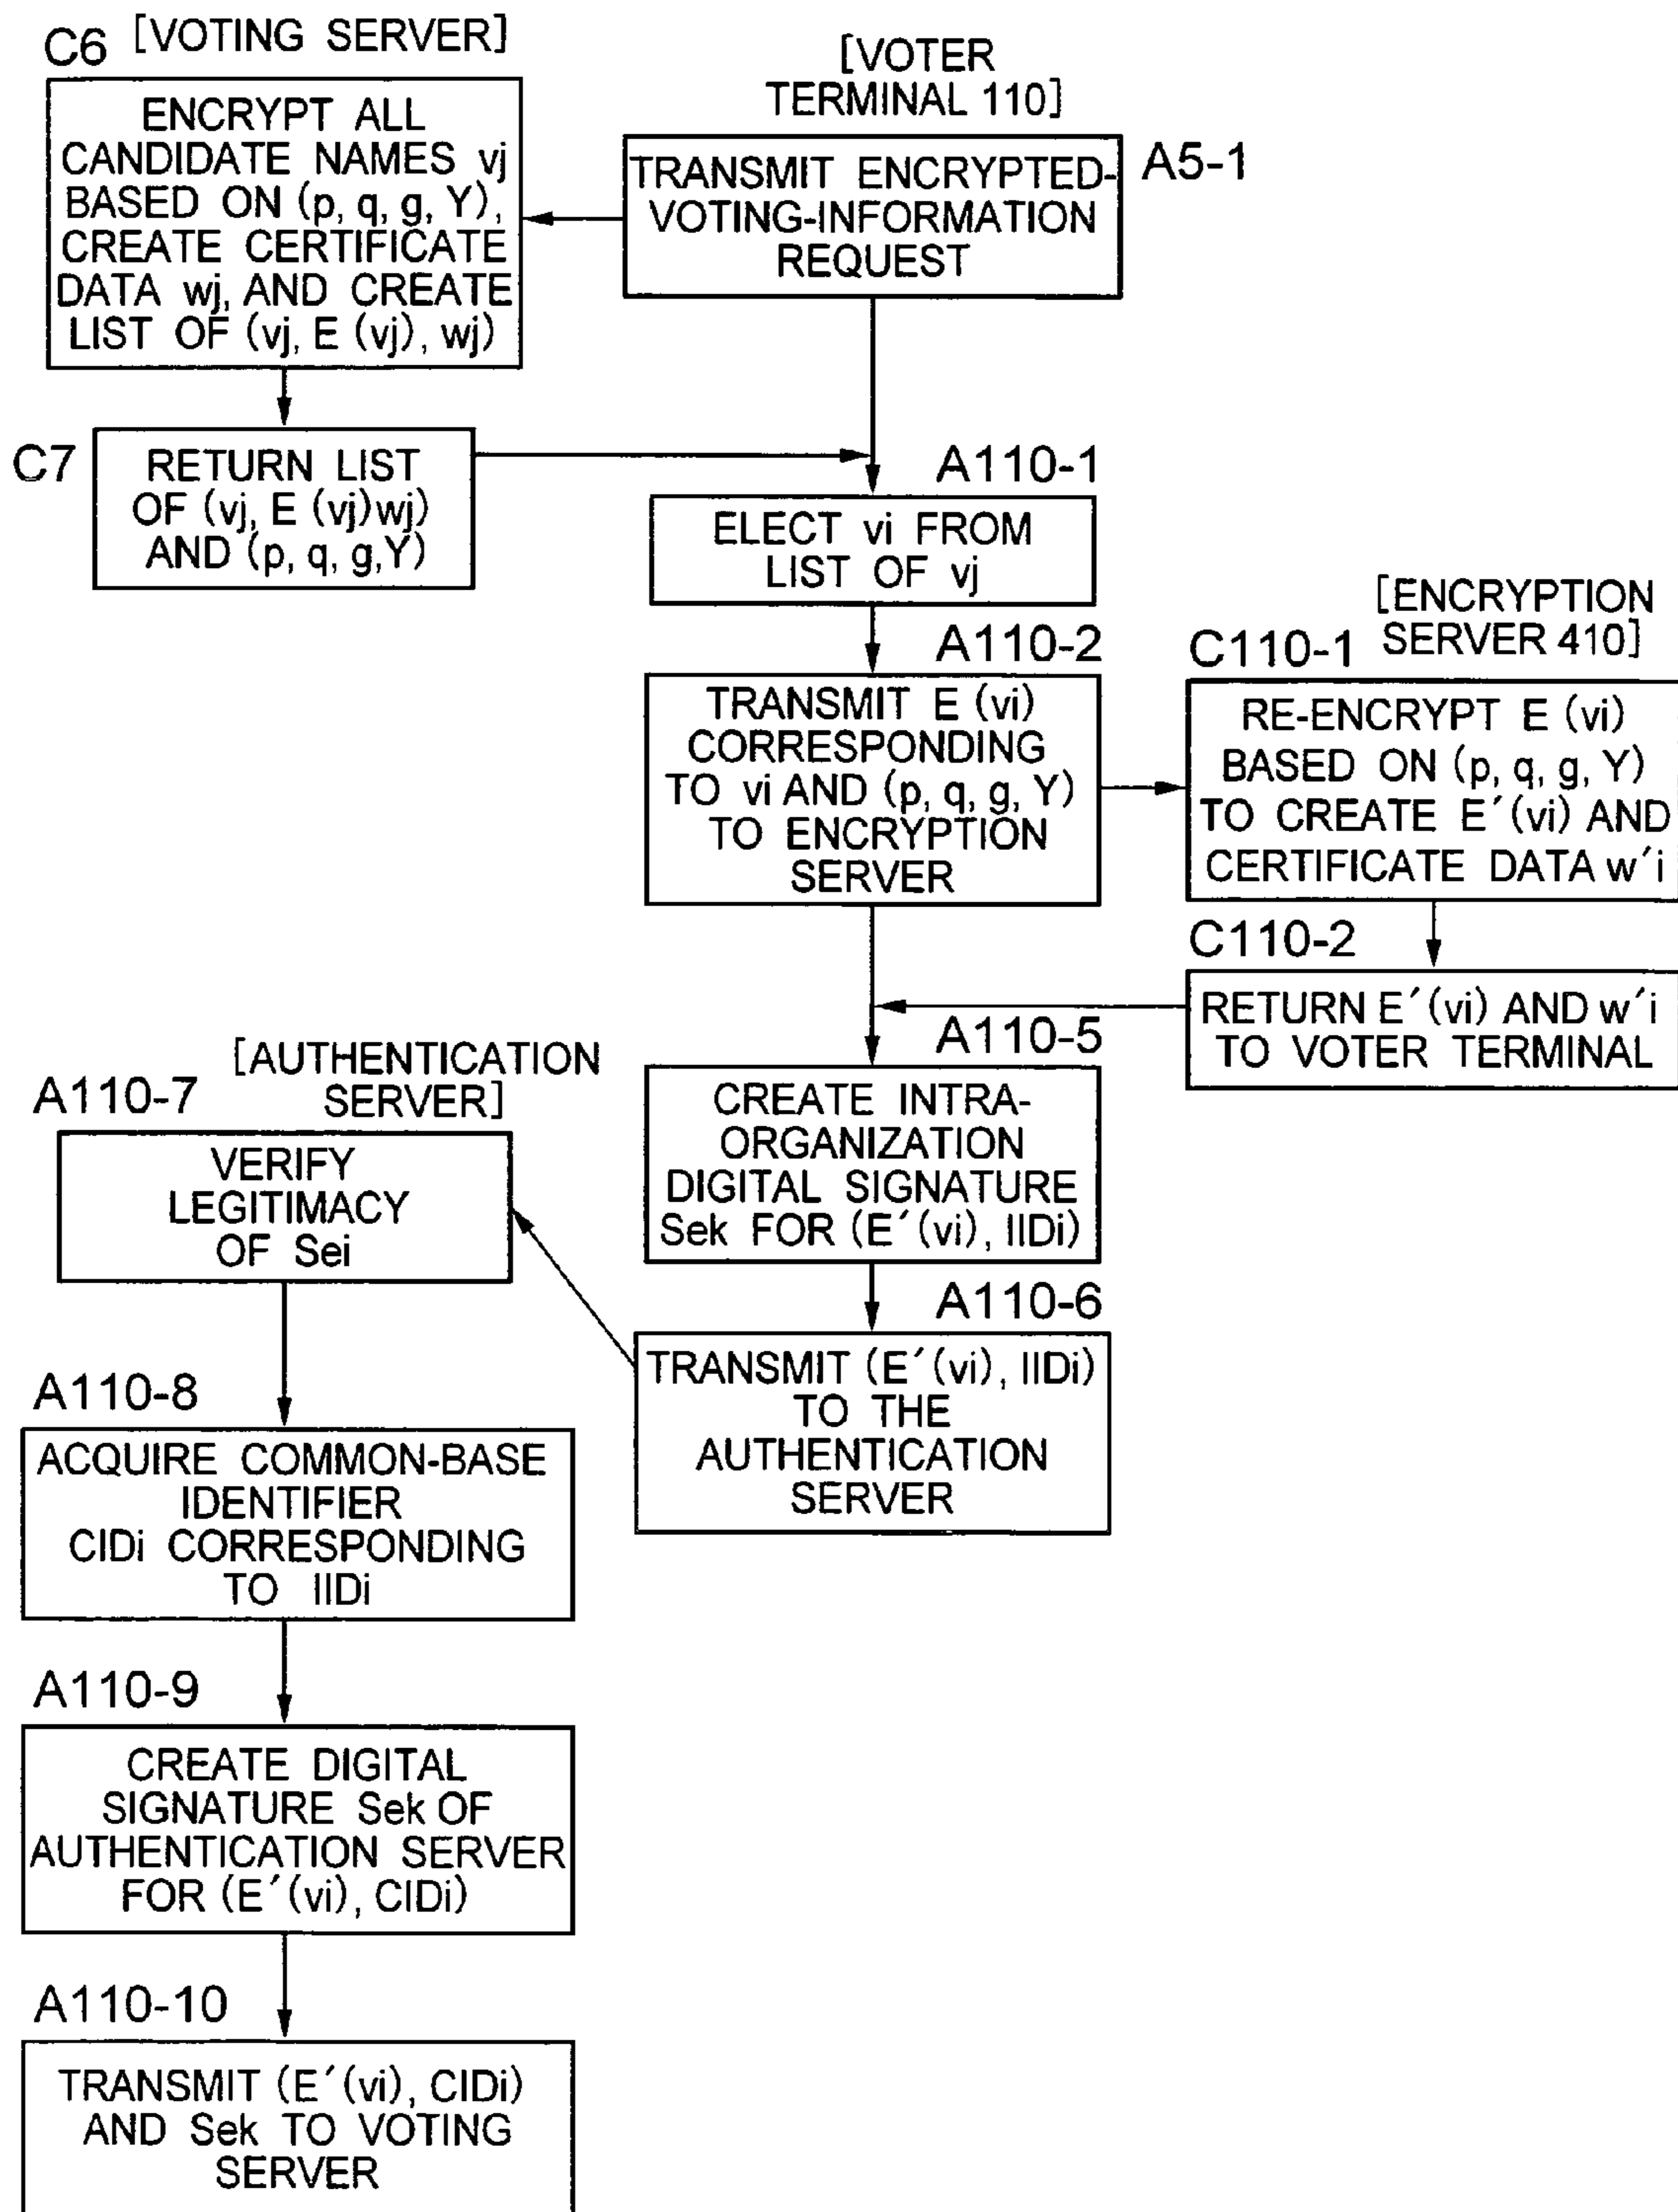 C6 [VOTING SERVER]
ENCRYPT ALL
CANDIDATE NAMES vj
BASED ON (p, q, g, Y),
CREATE CERTIFICATE
DATA wj, AND CREATE
LIST OF (vj, E (vj), wj)
[VOTER
TERMINAL 110]
A5-1
TRANSMIT ENCRYPTED-
VOTING-INFORMATION
REQUEST
C7
RETURN LIST
OF (vj, E (vj)wj)
AND (p, q, g,Y)
A110-1
ELECT vi FROM
LIST OF vj
A110-2
TRANSMIT E (vi)
CORRESPONDING
TO vi AND (p, q, g, Y)
TO ENCRYPTION
SERVER
[ENCRYPTION
SERVER 410]
C110-1
RE-ENCRYPT E (vi)
BASED ON (p, q, g, Y)
TO CREATE E´(vi) AND
CERTIFICATE DATA w´i
C110-2
RETURN E´(vi) AND w´i
TO VOTER TERMINAL
A110-5
CREATE INTRA-
ORGANIZATION
DIGITAL SIGNATURE
Sek FOR (E´(vi), IIDi)
A110-6
TRANSMIT (E´(vi), IIDi)
TO THE
AUTHENTICATION
SERVER
[AUTHENTICATION
SERVER]
A110-7
VERIFY
LEGITIMACY
OF Sei
A110-8
ACQUIRE COMMON-BASE
IDENTIFIER
CIDi CORRESPONDING
TO IIDi
A110-9
CREATE DIGITAL
SIGNATURE Sek OF
AUTHENTICATION SERVER
FOR (E´(vi), CIDi)
A110-10
TRANSMIT (E´(vi), CIDi)
AND Sek TO VOTING
SERVER